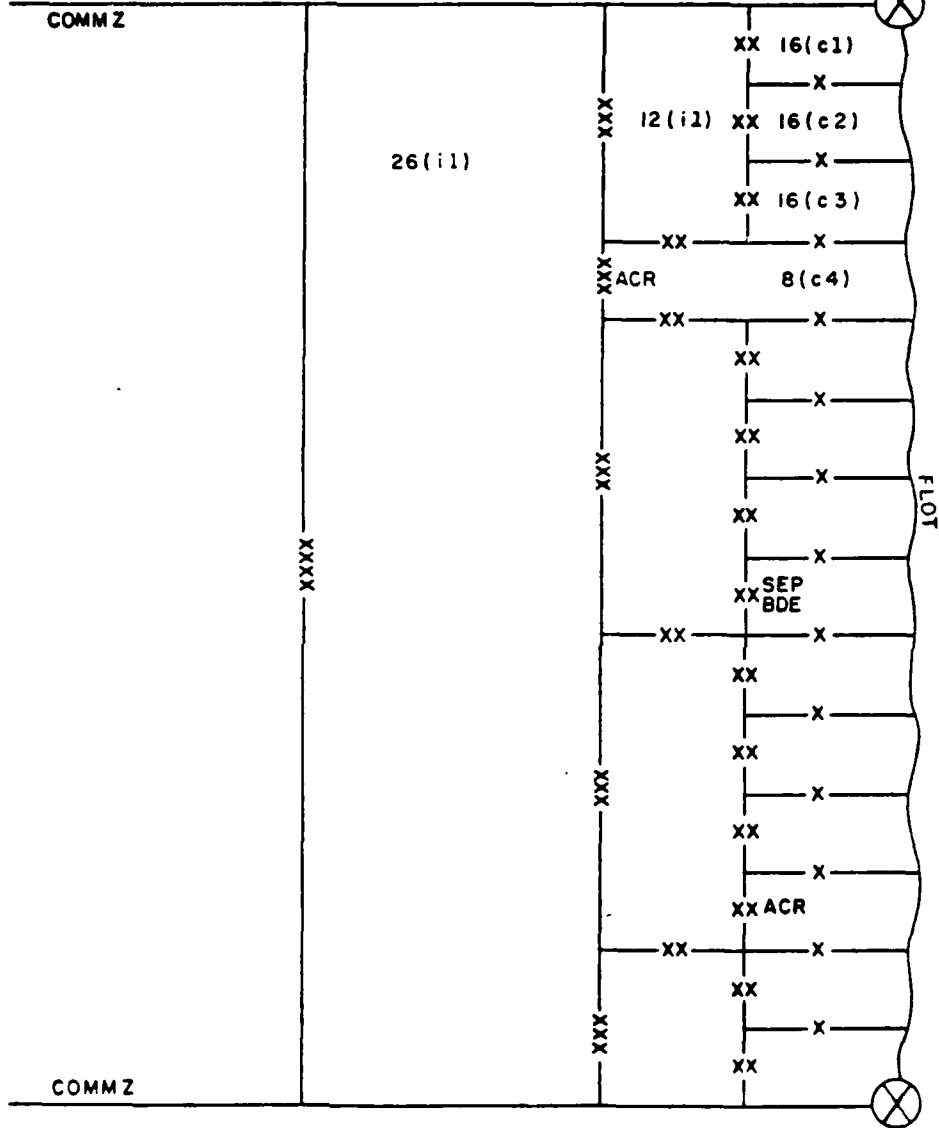 COMM Z
XX 16(c1)
X
XXX 12(i1) XX 16(c2)
26(i1) X
XX 16(c3)
XX X
XXX ACR 8(c4)
XX X
XX
X
XX
XXX X
FLOT
XX
XXXX X
XX SEP
BDE
XX X
XX
X
XX
XXX X
XX
X
XX ACR
XX X
XX
XXX X
XX
COMM Z